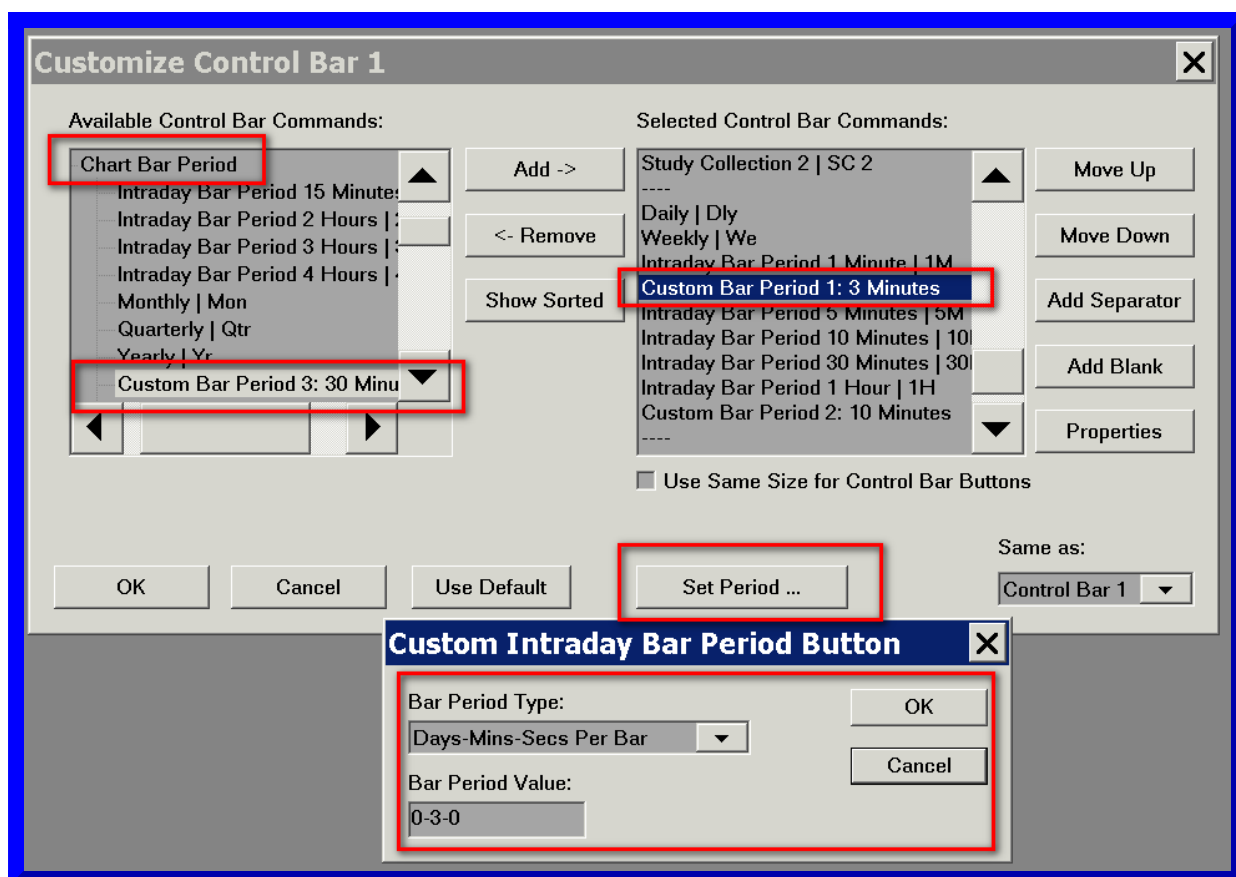 Customize Control Bar 1
Available Control Bar Commands:
Chart Bar Period
Intraday Bar Period 15 Minutes
Intraday Bar Period 2 Hours |
Intraday Bar Period 3 Hours |
Intraday Bar Period 4 Hours |
Monthly | Mon
Quarterly | Qtr
Yearly | Yr
Custom Bar Period 3: 30 Minu
Add ->
<- Remove
Show Sorted
Selected Control Bar Commands:
Study Collection 2 | SC 2
----
Daily | Dly
Weekly | We
Intraday Bar Period 1 Minute | 1M
Custom Bar Period 1: 3 Minutes
Intraday Bar Period 5 Minutes | 5M
Intraday Bar Period 10 Minutes | 10
Intraday Bar Period 30 Minutes | 30
Intraday Bar Period 1 Hour | 1H
Custom Bar Period 2: 10 Minutes
----
Move Up
Move Down
Add Separator
Add Blank
Properties
Use Same Size for Control Bar Buttons
Same as:
Control Bar 1
OK
Cancel
Use Default
Set Period ...
Custom Intraday Bar Period Button
Bar Period Type:
Days-Mins-Secs Per Bar
Bar Period Value:
0-3-0
OK
Cancel